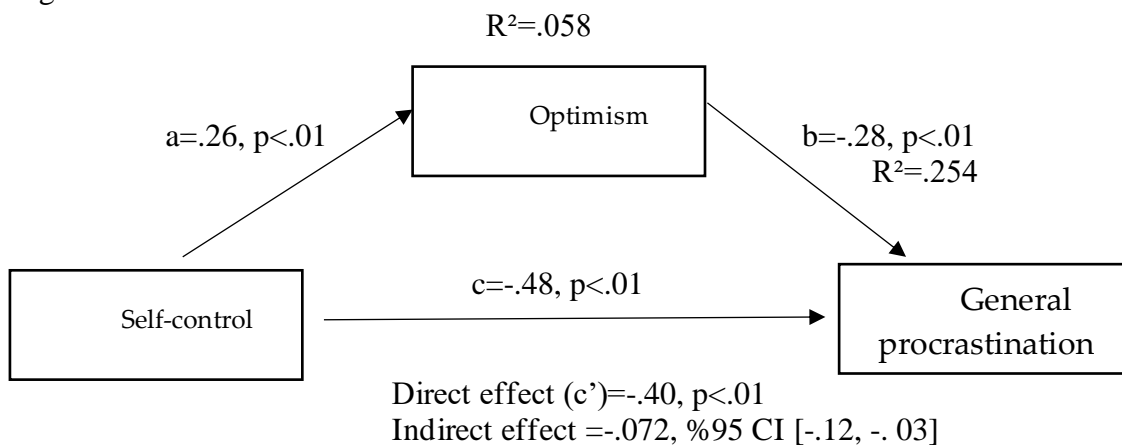 R²=.058
Optimism
a=.26, p<.01
b=-.28, p<.01
R²=.254
c=-.48, p<.01
Self-control
General
procrastination
Direct effect (c’)=-.40, p<.01
Indirect effect =-.072, %95 CI [-.12, -. 03]